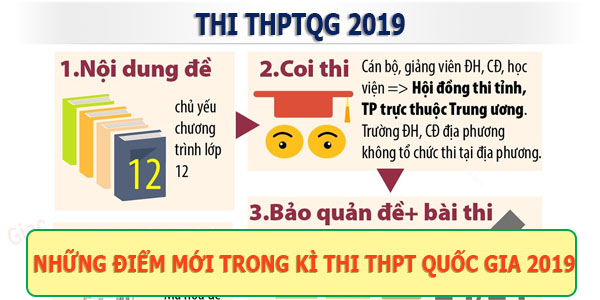 THI THPTQG 2019
1.Nội dung đề
chủ yếu
chương
trình lớp
12
12
2.Coi thi
Cán bộ, giảng viên ĐH, CĐ, học
viện => Hội đồng thi tỉnh,
TP trực thuộc Trung ương.
Trường ĐH, CĐ địa phương
không tổ chức thi tại địa phương.
3.Bảo quản đề+ bài thi
NHỮNG ĐIỂM MỚI TRONG KÌ THI THPT QUỐC GIA 2019